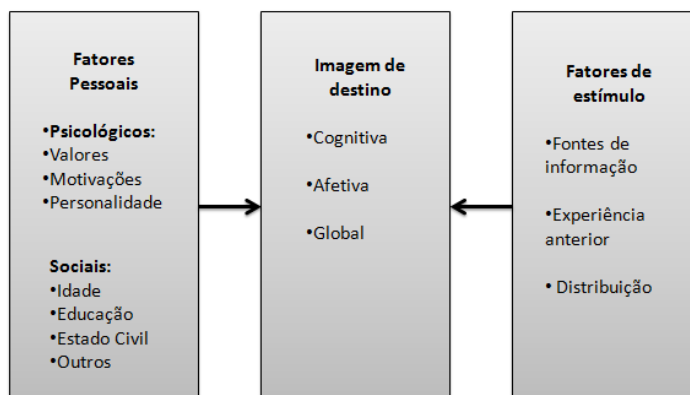 Fatores
Pessoais
•Psicológicos:
•Valores
•Motivações
•Personalidade
Sociais:
•Idade
•Educação
•Estado Civil
•Outros
Imagem de
destino
•Cognitiva
•Afetiva
•Global
Fatores de
estímulo
•Fontes de
informação
•Experiência
anterior
• Distribuição